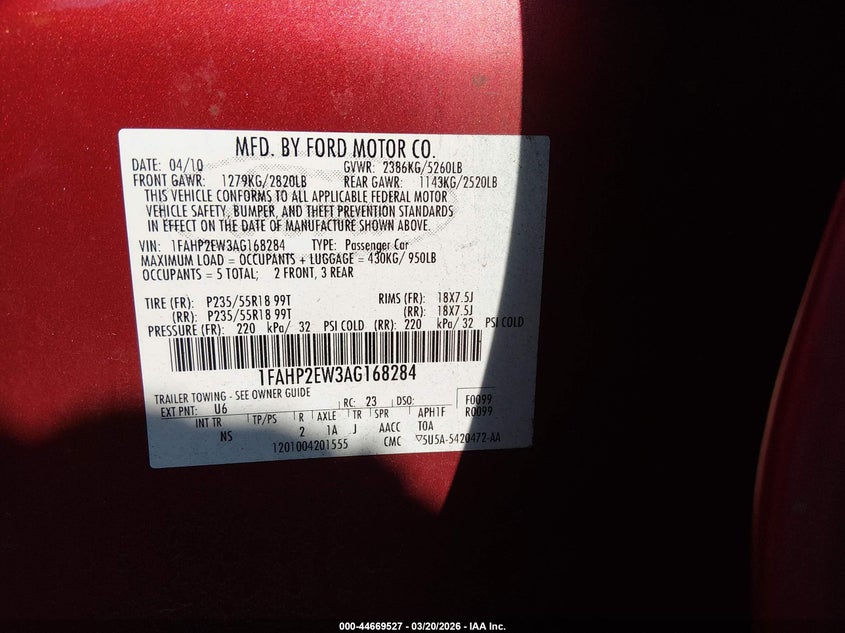 MFD. BY FORD MOTOR CO.
DATE: 04/10 GVWR: 2386KG/5260LB
FRONT GAWR: 1279KG/2820LB REAR GAWR: 1143KG/2520LB
THIS VEHICLE CONFORMS TO ALL APPLICABLE FEDERAL MOTOR
VEHICLE SAFETY, BUMPER, AND THEFT PREVENTION STANDARDS
IN EFFECT ON THE DATE OF MANUFACTURE SHOWN ABOVE.
VIN: 1FAHP2EW3AG168284 TYPE: Passenger Car
MAXIMUM LOAD = OCCUPANTS + LUGGAGE = 430KG/ 950LB
OCCUPANTS = 5 TOTAL; 2 FRONT, 3 REAR
TIRE (FR): P235/55R18 99T RIMS (FR): 18X7.5J
(RR): P235/55R18 99T (RR): 18X7.5J
PRESSURE (FR): 220 kPa/ 32 PSI COLD (RR): 220 kPa/ 32 PSI COLD
1FAHP2EW3AG168284
TRAILER TOWING - SEE OWNER GUIDE
EXT PNT: U6 RC: 23 DSO: F0099
R0099
INT TR TP/PS R AXLE TR SPR APH1F
NS 2 1A J AACC TOA
1201004201555 CMC ▽5U5A-5420472-AA
000-44669527 - 03/20/2026 - IAA Inc.